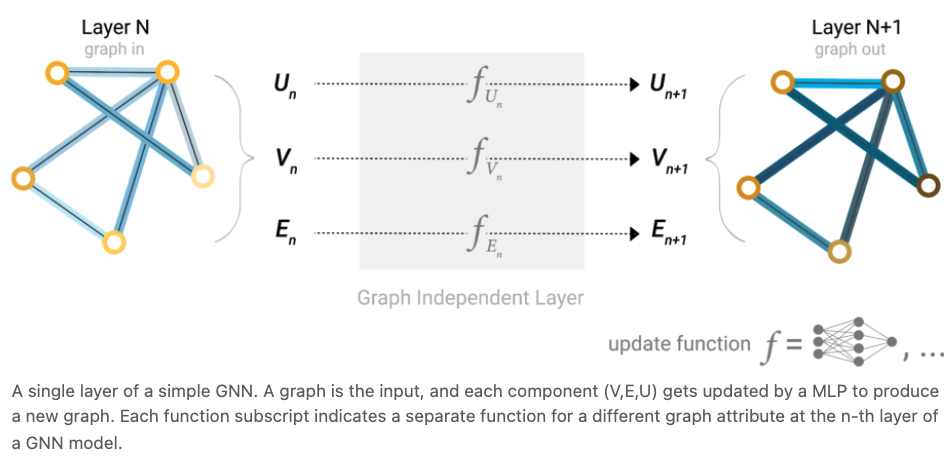 Layer N
graph in
Layer N+1
graph out
U_n
f_{U_n}
U_{n+1}
V_n
f_{V_n}
V_{n+1}
E_n
f_{E_n}
E_{n+1}
Graph Independent Layer
update function f = , ...
A single layer of a simple GNN. A graph is the input, and each component (V,E,U) gets updated by a MLP to produce
a new graph. Each function subscript indicates a separate function for a different graph attribute at the n-th layer of
a GNN model.